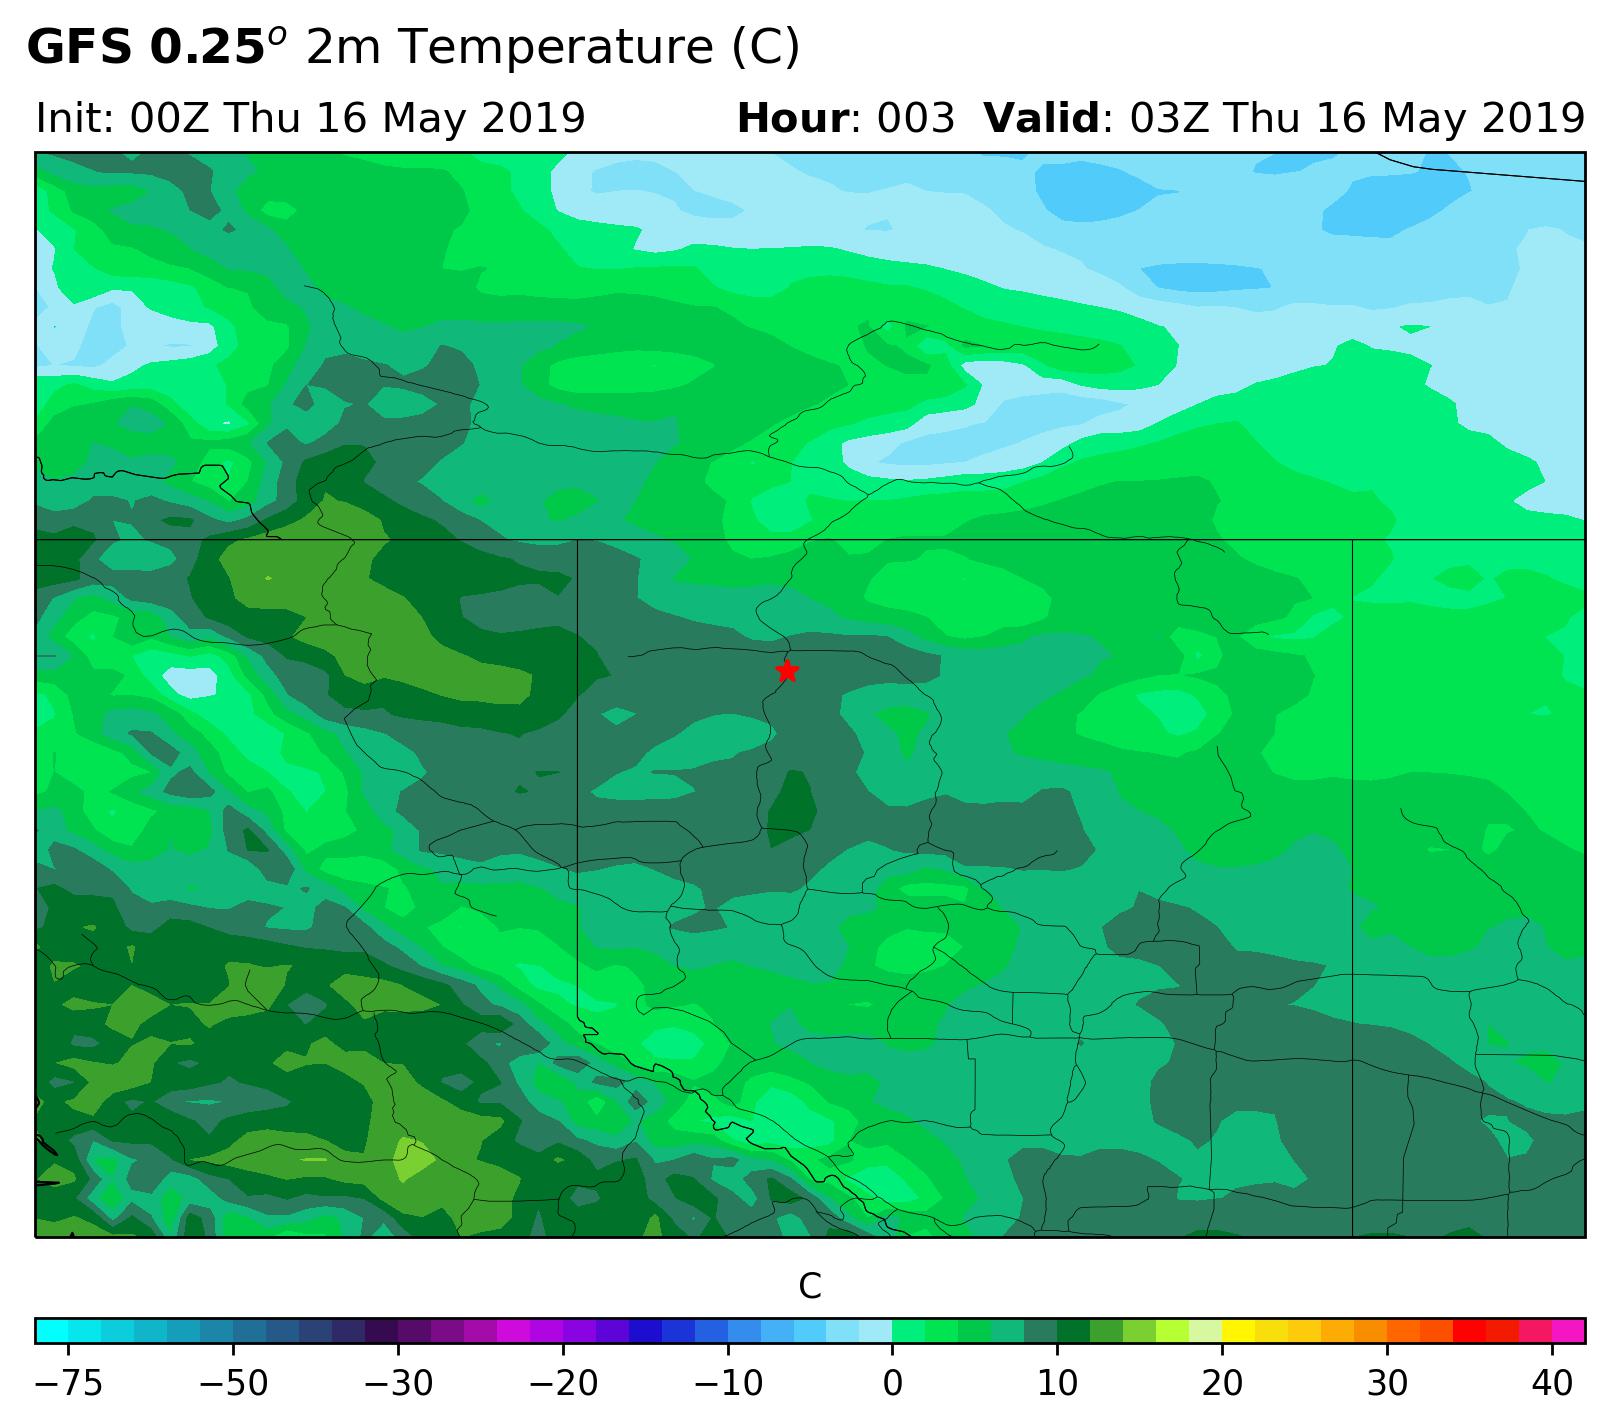 GFS 0.25° 2m Temperature (C)
Init: 00Z Thu 16 May 2019 Hour: 003 Valid: 03Z Thu 16 May 2019
C
−75 −50 −30 −20 −10 0 10 20 30 40